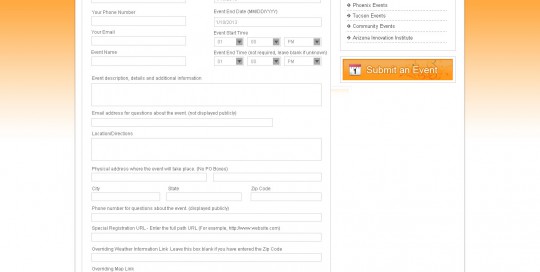 Your Phone Number
Your Email
Event Name
Event End Date (MM/DD/YYYY)
1/18/2013
Event Start Time
01
00
PM
Event End Time (not required, leave blank if unknown)
01
00
PM
Event description, details and additional information
Email address for questions about the event (not displayed publicly)
Location/Directions
Physical address where the event will take place. (No PO Boxes)
City
State
Zip Code
Phone number for questions about the event (displayed publicly)
Special Registration URL - Enter the full path URL (For example, http://www.website.com)
Overriding Weather Information Link. Leave this box blank if you have entered the Zip Code
Overriding Map Link
Phoenix Events
Tucson Events
Community Events
Arizona Innovation Institute
1
Submit an Event